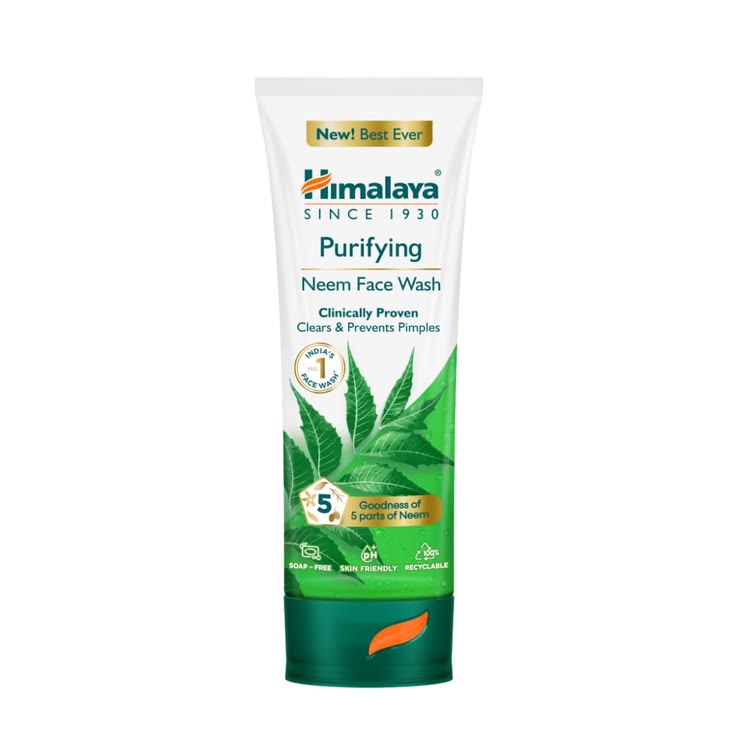 New! Best Ever
Himalaya®
SINCE 1930
Purifying
Neem Face Wash
Clinically Proven
Clears & Prevents Pimples
INDIA'S
no. 1
FACE WASH*
5
Goodness of
5 parts of Neem
pH
100%
SOAP – FREE SKIN FRIENDLY RECYCLABLE